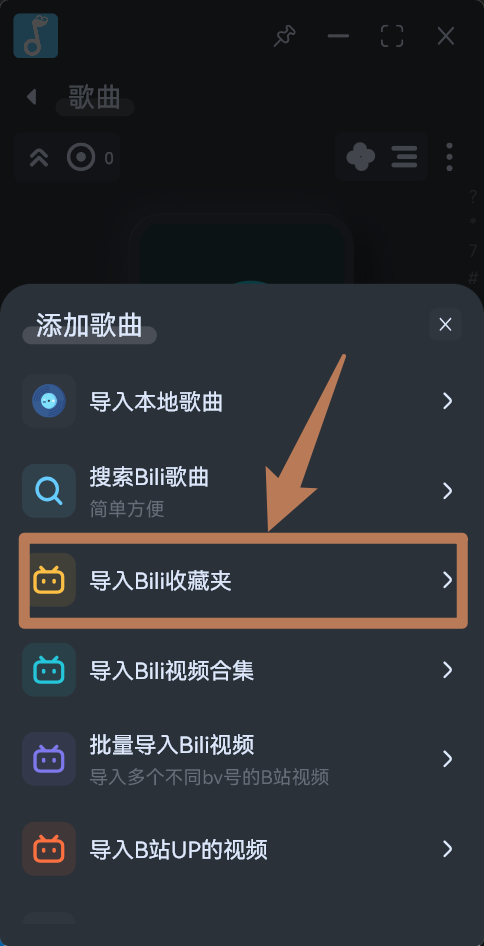 歌曲
0
?
*
7
#
添加歌曲
导入本地歌曲
搜索Bili歌曲
简单方便
导入Bili收藏夹
导入Bili视频合集
批量导入Bili视频
导入多个不同bv号的B站视频
导入B站UP的视频